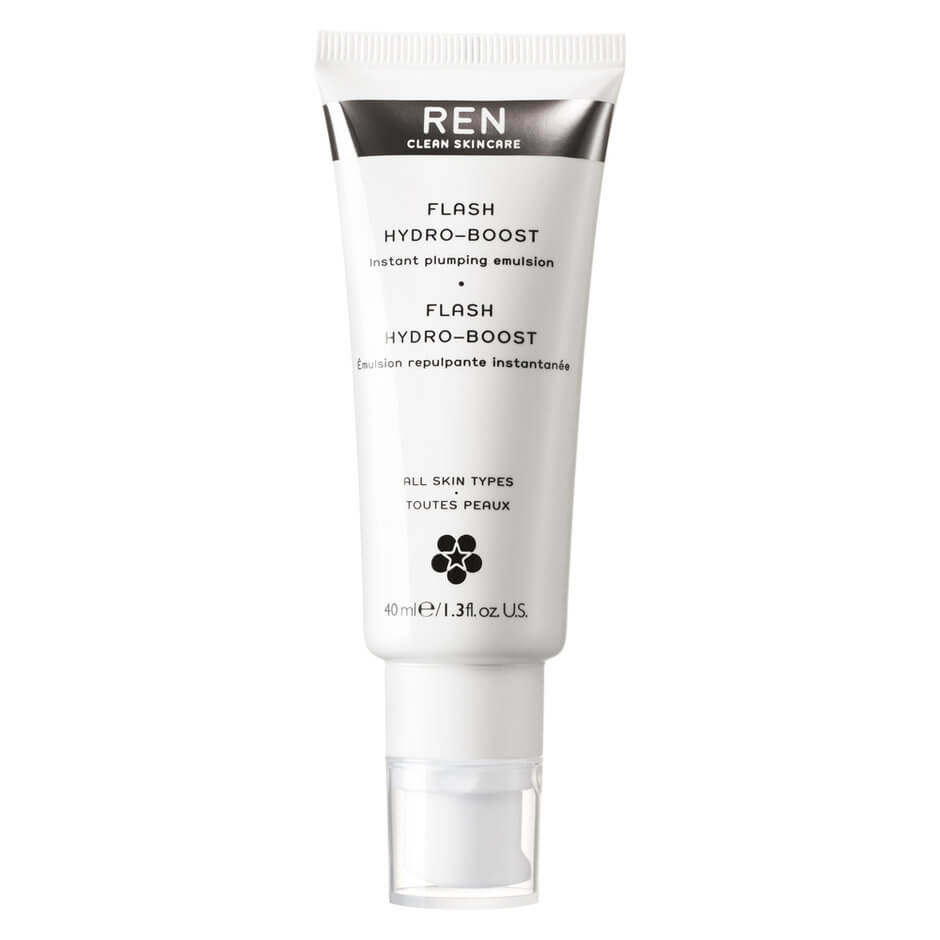 REN
CLEAN SKINCARE
FLASH
HYDRO–BOOST
Instant plumping emulsion
•
FLASH
HYDRO–BOOST
Émulsion repulpante instantanée
ALL SKIN TYPES
•
TOUTES PEAUX
40 ml ℮/1.3fl. oz. U.S.